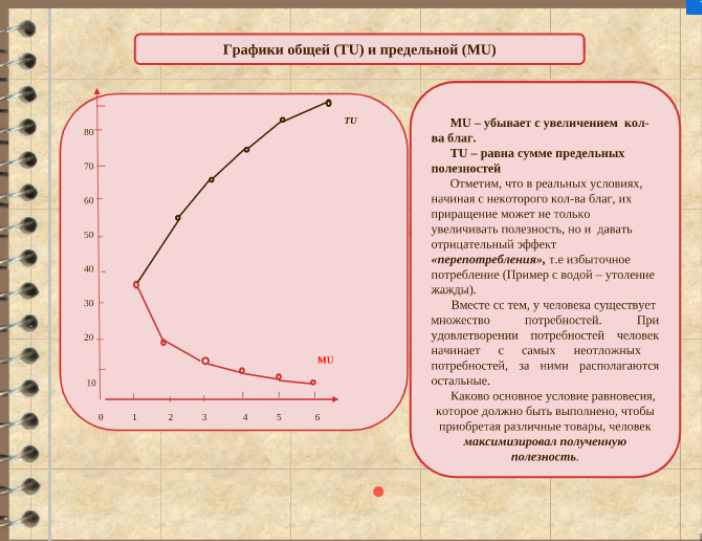 Графики общей (TU) и предельной (MU)
80
70
60
50
40
30
20
10
0 1 2 3 4 5 6
TU
MU
MU – убывает с увеличением кол-
ва благ.
TU – равна сумме предельных
полезностей
Отметим, что в реальных условиях,
начиная с некоторого кол-ва благ, их
приращение может не только
увеличивать полезность, но и давать
отрицательный эффект
«перепотребления», т.е избыточное
потребление (Пример с водой – утоление
жажды).
Вместе сс тем, у человека существует
множество потребностей. При
удовлетворении потребностей человек
начинает с самых неотложных
потребностей, за ними располагаются
остальные.
Каково основное условие равновесия,
которое должно быть выполнено, чтобы
приобретая различные товары, человек
максимизировал полученную
полезность.